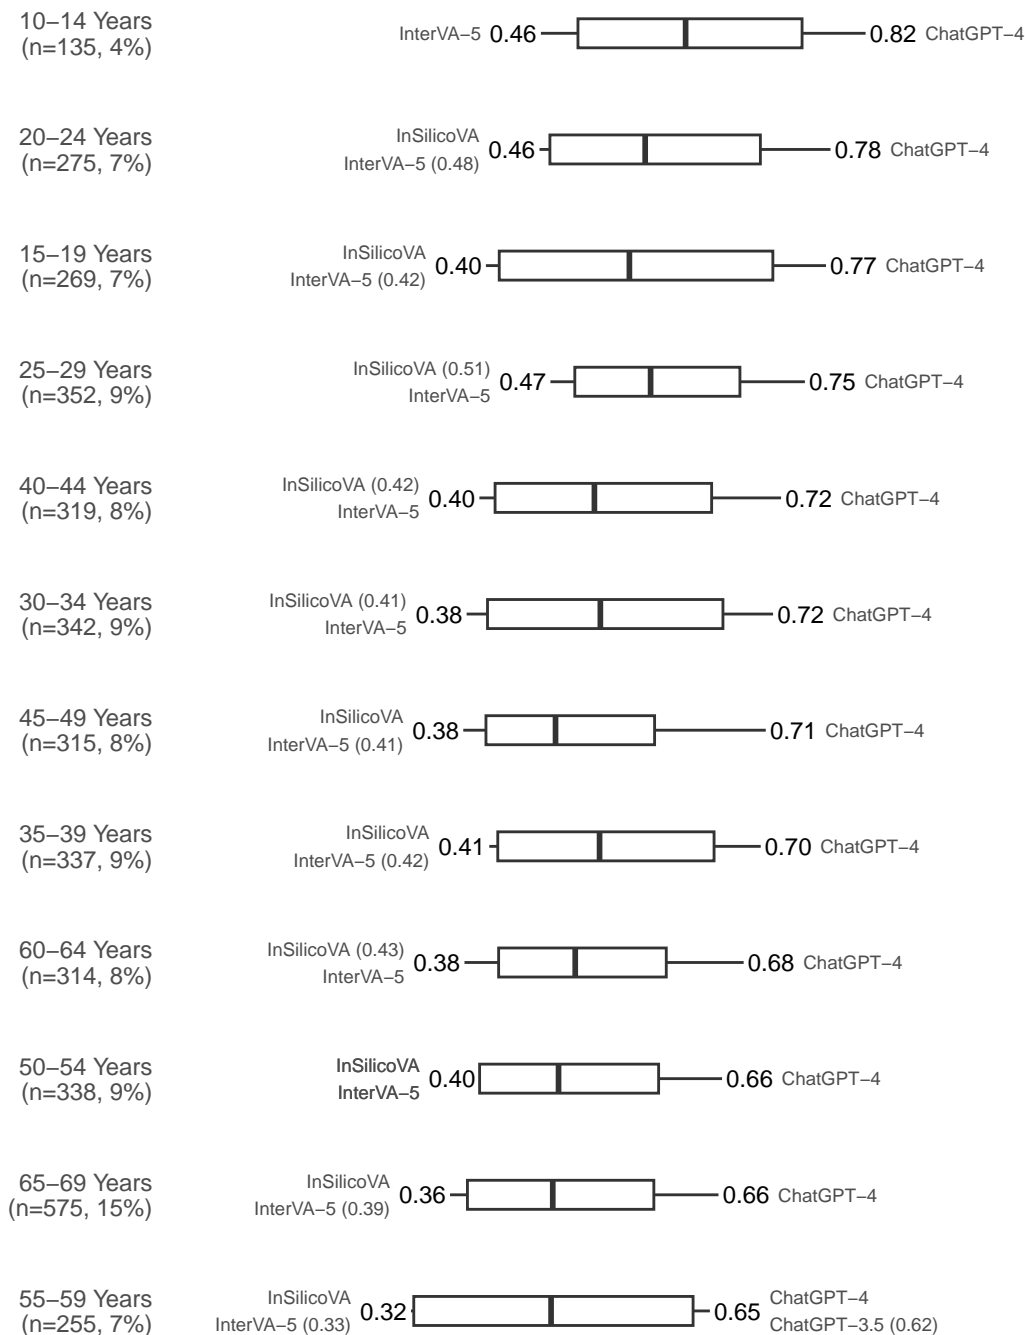 10–14 Years
(n=135, 4%)
InterVA−5 0.46 0.82 ChatGPT−4
20–24 Years
(n=275, 7%)
InSilicoVA
InterVA−5 (0.48)
0.46 0.78 ChatGPT−4
15–19 Years
(n=269, 7%)
InSilicoVA
InterVA−5 (0.42)
0.40 0.77 ChatGPT−4
25–29 Years
(n=352, 9%)
InSilicoVA (0.51)
InterVA−5
0.47 0.75 ChatGPT−4
40–44 Years
(n=319, 8%)
InSilicoVA (0.42)
InterVA−5
0.40 0.72 ChatGPT−4
30–34 Years
(n=342, 9%)
InSilicoVA (0.41)
InterVA−5
0.38 0.72 ChatGPT−4
45–49 Years
(n=315, 8%)
InSilicoVA
InterVA−5 (0.41)
0.38 0.71 ChatGPT−4
35–39 Years
(n=337, 9%)
InSilicoVA
InterVA−5 (0.42)
0.41 0.70 ChatGPT−4
60–64 Years
(n=314, 8%)
InSilicoVA (0.43)
InterVA−5
0.38 0.68 ChatGPT−4
50–54 Years
(n=338, 9%)
InSilicoVA
InterVA−5
0.40 0.66 ChatGPT−4
65–69 Years
(n=575, 15%)
InSilicoVA
InterVA−5 (0.39)
0.36 0.66 ChatGPT−4
55–59 Years
(n=255, 7%)
InSilicoVA
InterVA−5 (0.33)
0.32 0.65
ChatGPT−4
ChatGPT−3.5 (0.62)